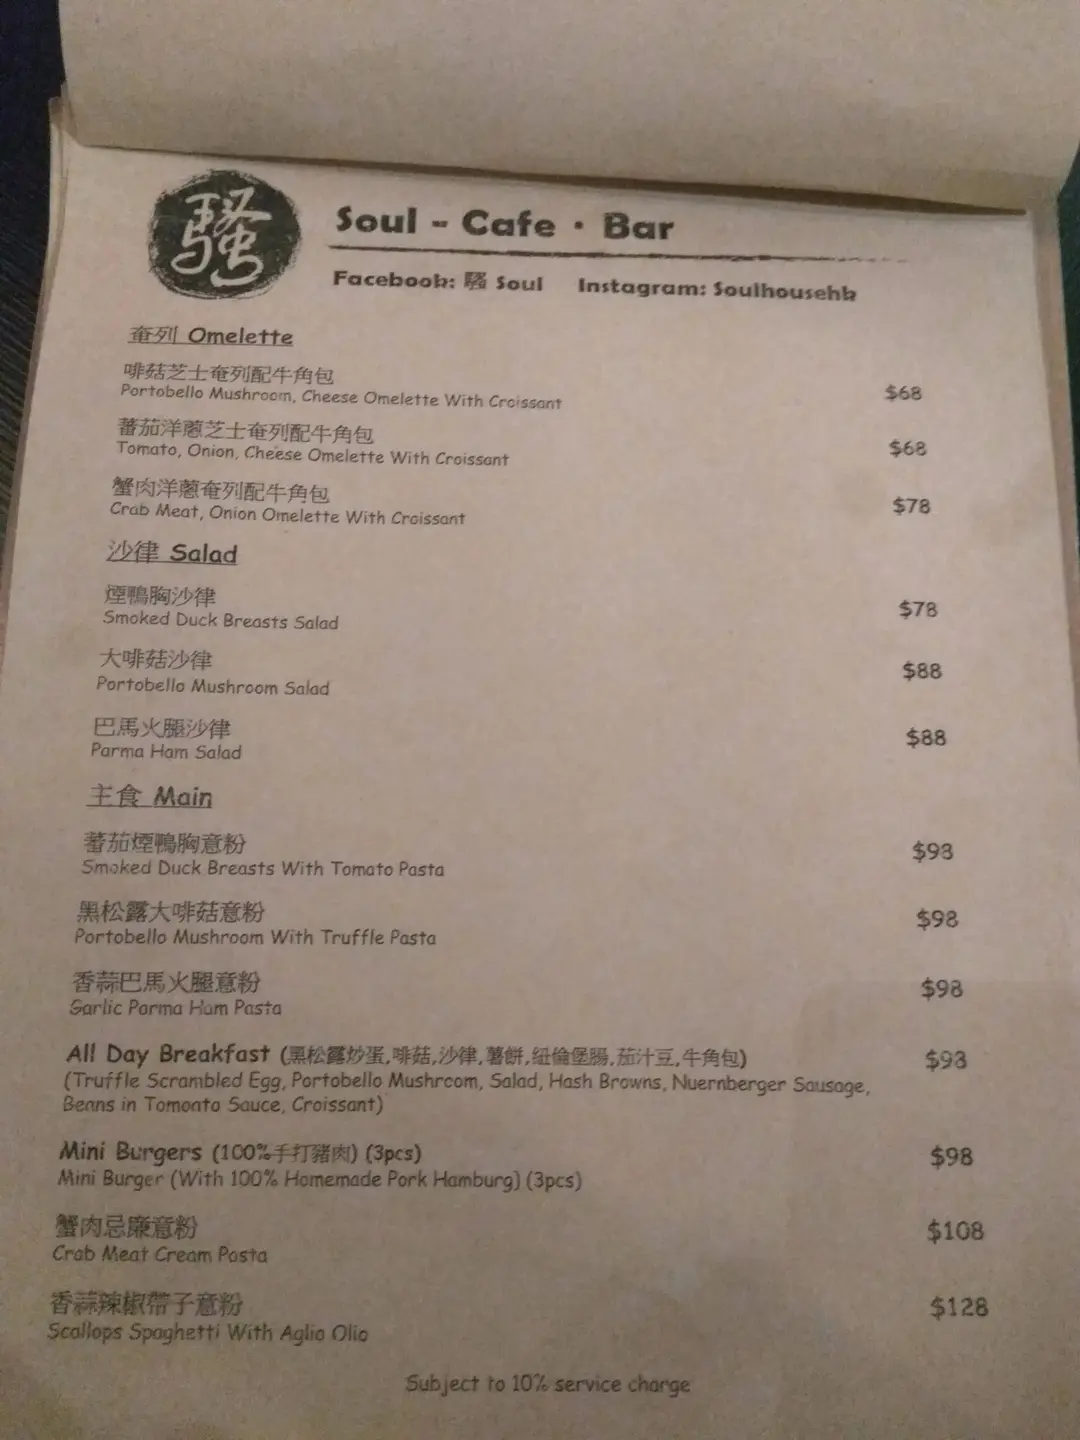 騷
Soul - Cafe · Bar
Facebook: 騷 Soul Instagram: Soulhousehk
奄列 Omelette
啡菇芝士奄列配牛角包
Portobello Mushroom, Cheese Omelette With Croissant $68
蕃茄洋蔥芝士奄列配牛角包
Tomato, Onion, Cheese Omelette With Croissant $68
蟹肉洋蔥奄列配牛角包
Crab Meat, Onion Omelette With Croissant $78
沙律 Salad
煙鴨胸沙律
Smoked Duck Breasts Salad $78
大啡菇沙律
Portobello Mushroom Salad $88
巴馬火腿沙律
Parma Ham Salad $88
主食 Main
蕃茄煙鴨胸意粉
Smoked Duck Breasts With Tomato Pasta $98
黑松露大啡菇意粉
Portobello Mushroom With Truffle Pasta $98
香蒜巴馬火腿意粉
Garlic Parma Ham Pasta $98
All Day Breakfast (黑松露炒蛋,啡菇,沙律,薯餅,紐倫堡腸,茄汁豆,牛角包) $98
(Truffle Scrambled Egg, Portobello Mushroom, Salad, Hash Browns, Nuernberger Sausage,
Beans in Tomoato Sauce, Croissant)
Mini Burgers (100%手打豬肉) (3pcs) $98
Mini Burger (With 100% Homemade Pork Hamburg) (3pcs)
蟹肉忌廉意粉 $108
Crab Meat Cream Pasta
香蒜辣椒帶子意粉 $128
Scallops Spaghetti With Aglio Olio
Subject to 10% service charge